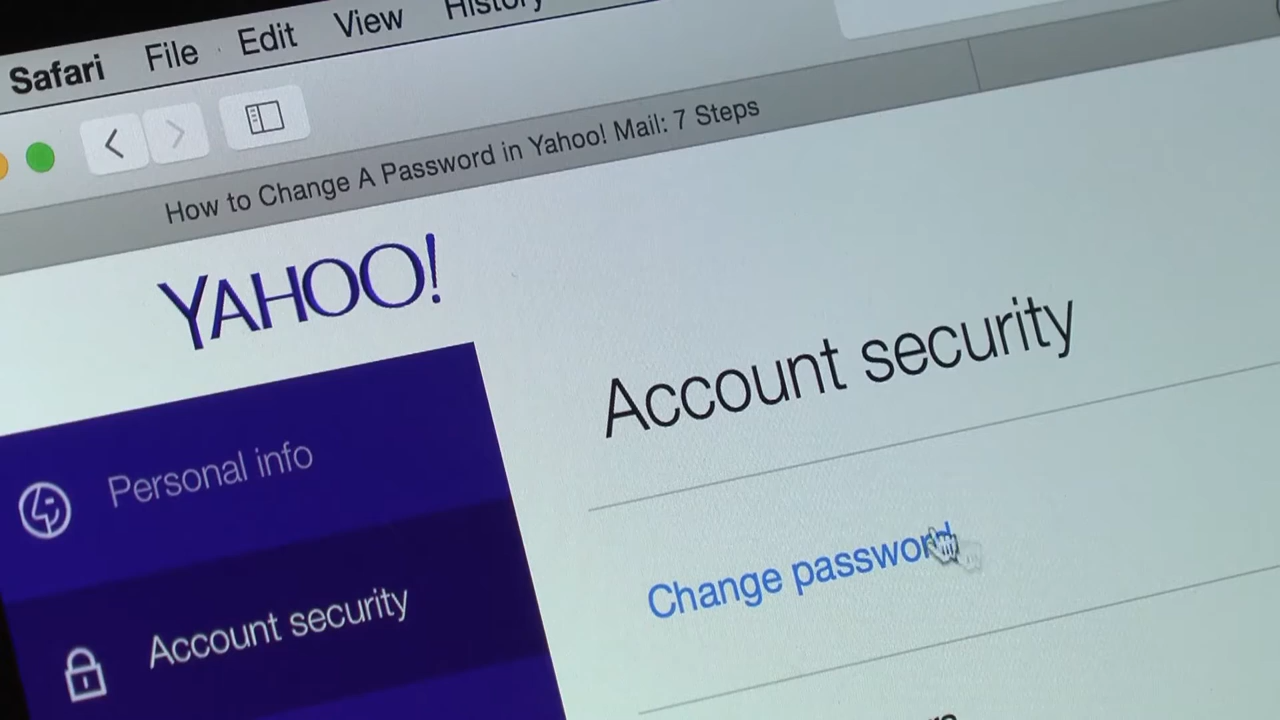 Safari File Edit View History
How to Change A Password in Yahoo! Mail: 7 Steps
YAHOO!
Account security
Personal info
Change password
Account security